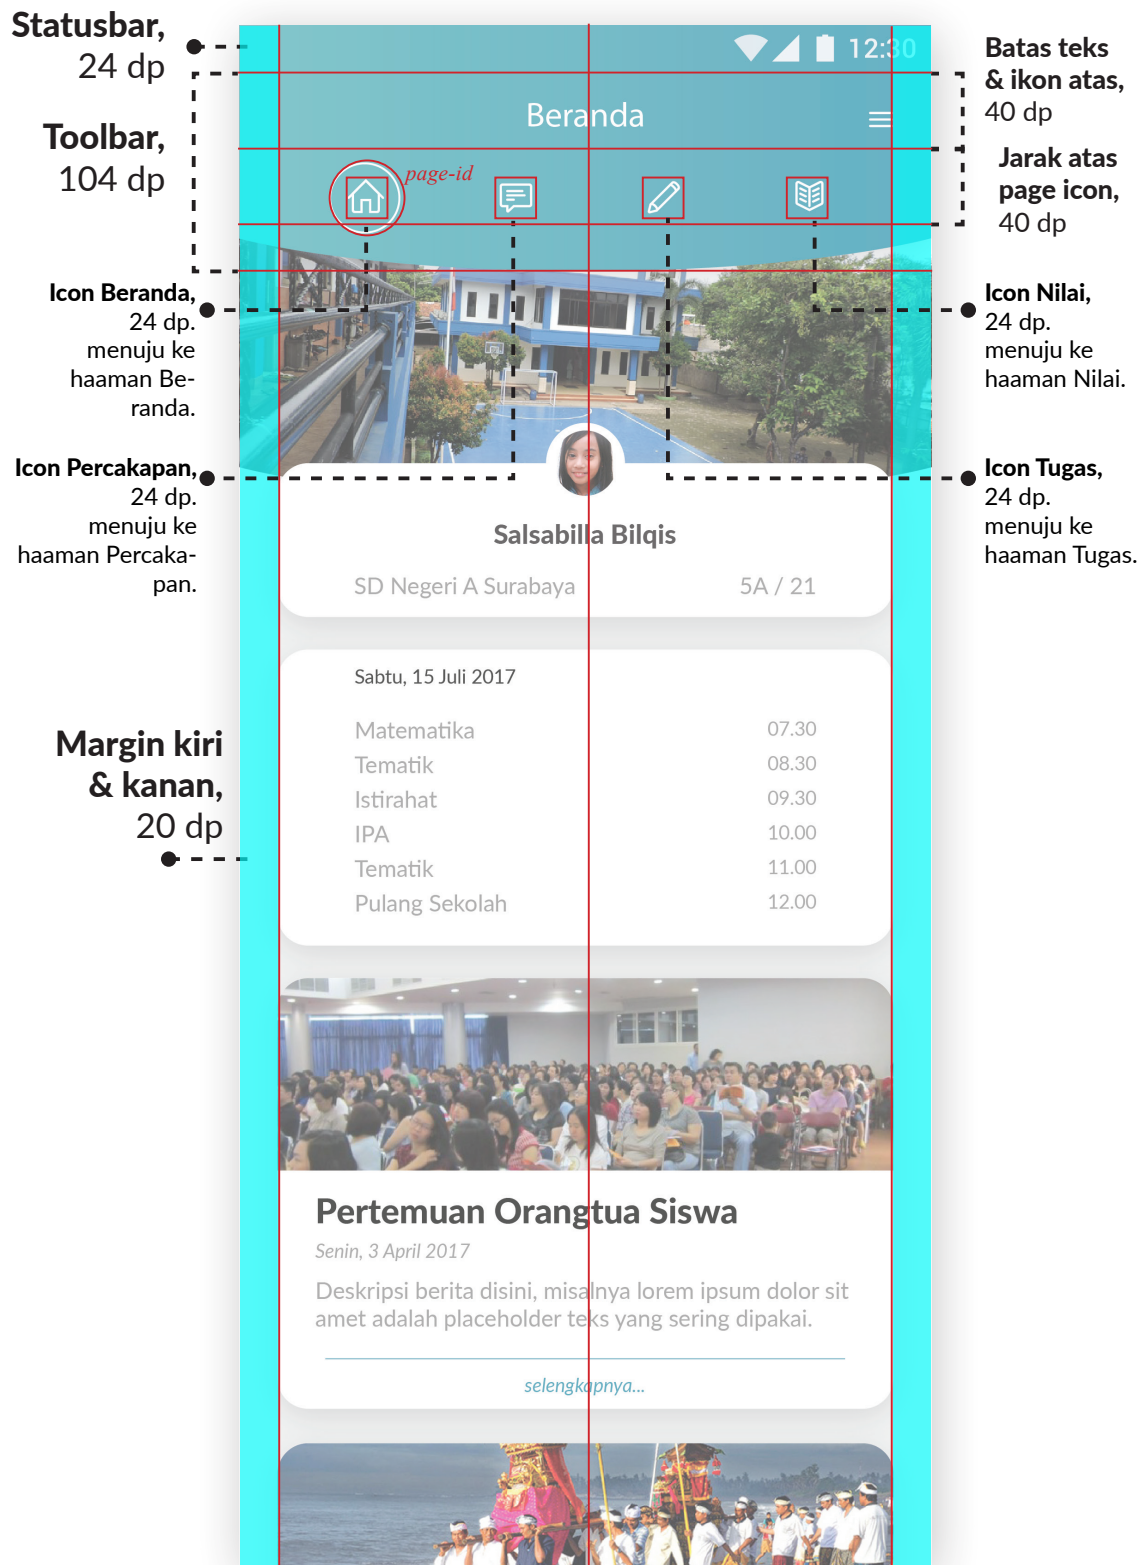 Statusbar,
24 dp
Toolbar,
104 dp
12:30
Batas teks
& ikon atas,
40 dp
Jarak atas
page icon,
40 dp
Beranda
page-id
Icon Beranda,
24 dp.
menuju ke
haaman Be-
randa.
Icon Nilai,
24 dp.
menuju ke
haaman Nilai.
Icon Percakapan,
24 dp.
menuju ke
haaman Percaka-
pan.
Icon Tugas,
24 dp.
menuju ke
haaman Tugas.
Salsabilla Bilqis
SD Negeri A Surabaya 5A / 21
Sabtu, 15 Juli 2017
Matematika 07.30
Tematik 08.30
Istirahat 09.30
IPA 10.00
Tematik 11.00
Pulang Sekolah 12.00
Margin kiri
& kanan,
20 dp
Pertemuan Orangtua Siswa
Senin, 3 April 2017
Deskripsi berita disini, misalnya lorem ipsum dolor sit
amet adalah placeholder teks yang sering dipakai.
selengkapnya...